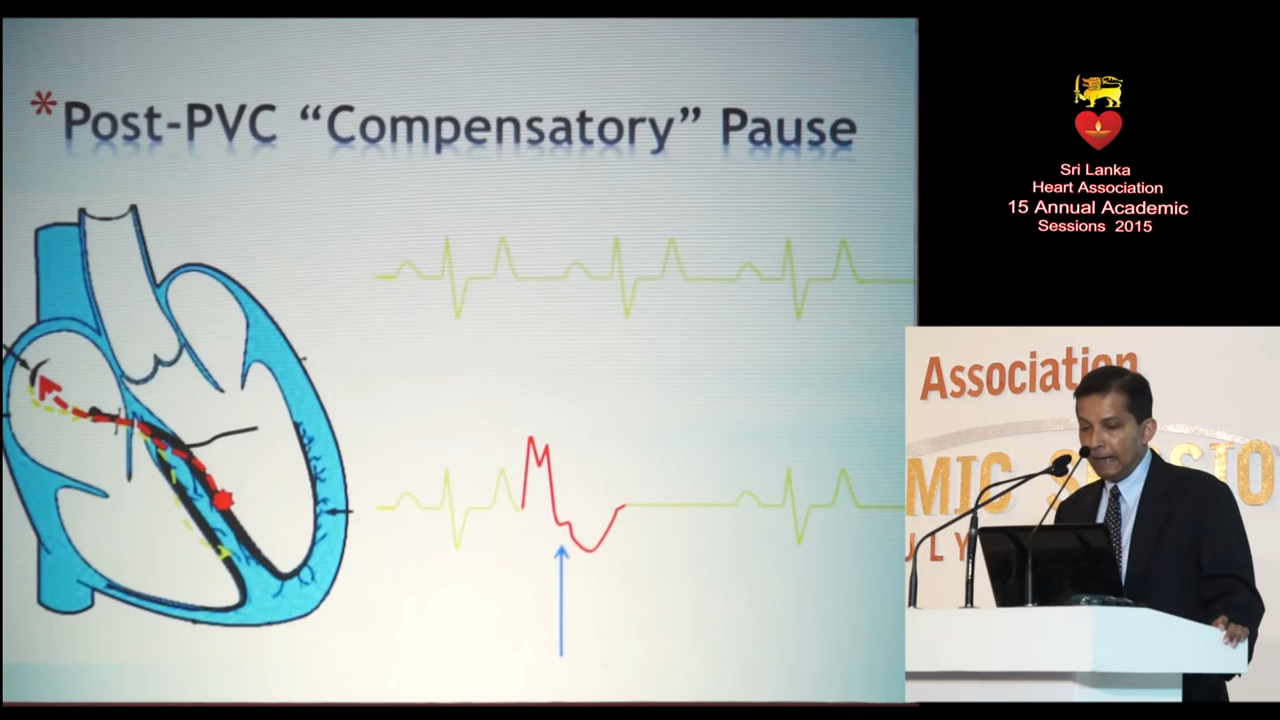 *Post-PVC “Compensatory” Pause
Sri Lanka
Heart Association
15 Annual Academic
Sessions 2015
Association